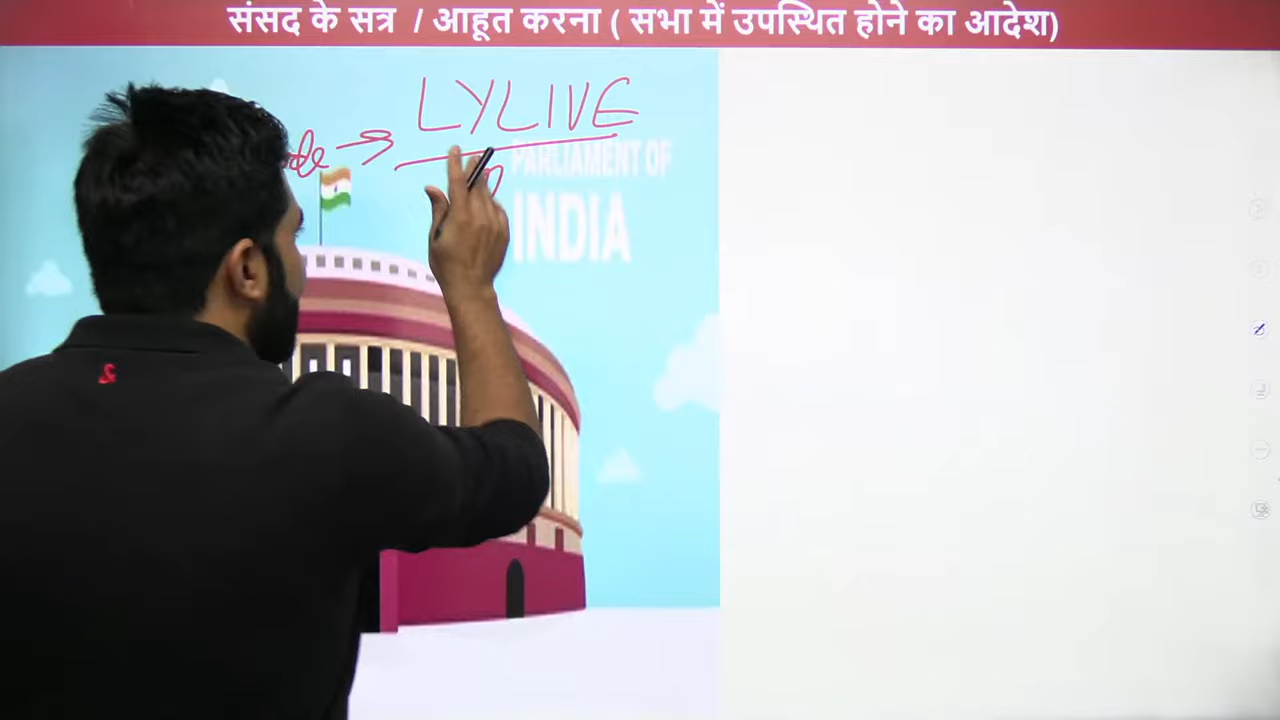 संसद के सत्र / आहूत करना ( सभा में उपस्थित होने का आदेश)
LYLIVE
PARLIAMENT OF
INDIA